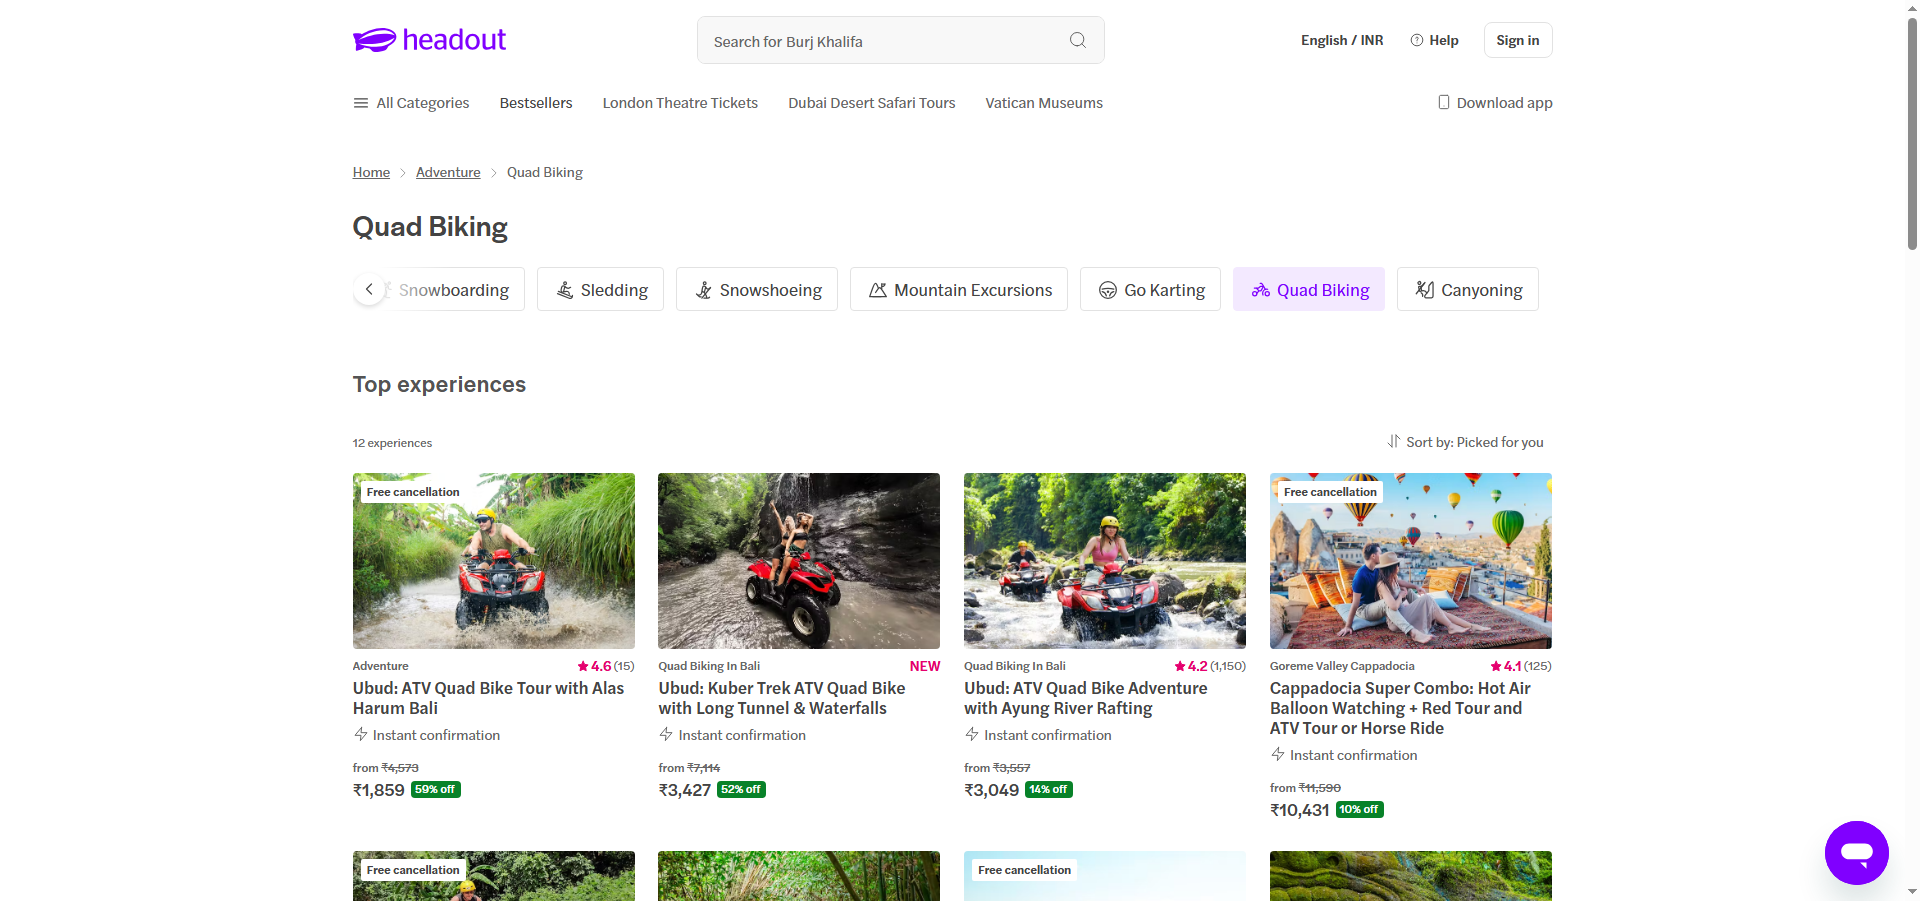 headout
Search for Burj Khalifa
English / INR
Help
Sign in
All Categories
Bestsellers
London Theatre Tickets
Dubai Desert Safari Tours
Vatican Museums
Download app
Home
Adventure
Quad Biking
Quad Biking
Snowboarding
Sledding
Snowshoeing
Mountain Excursions
Go Karting
Quad Biking
Canyoning
Top experiences
12 experiences
Sort by: Picked for you
Free cancellation
Adventure
4.6 (15)
Ubud: ATV Quad Bike Tour with Alas
Harum Bali
Instant confirmation
from ₹4,573
₹1,859 59% off
Quad Biking In Bali
NEW
Ubud: Kuber Trek ATV Quad Bike
with Long Tunnel & Waterfalls
Instant confirmation
from ₹7,114
₹3,427 52% off
Quad Biking In Bali
4.2 (1,150)
Ubud: ATV Quad Bike Adventure
with Ayung River Rafting
Instant confirmation
from ₹3,557
₹3,049 14% off
Free cancellation
Goreme Valley Cappadocia
4.1 (125)
Cappadocia Super Combo: Hot Air
Balloon Watching + Red Tour and
ATV Tour or Horse Ride
Instant confirmation
from ₹11,590
₹10,431 10% off
Free cancellation
Free cancellation